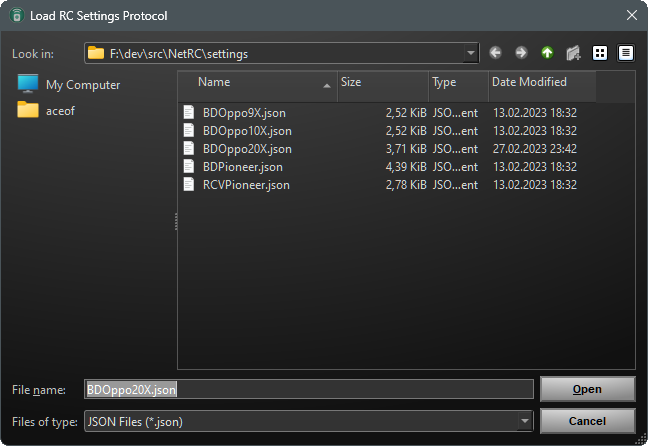 Load RC Settings Protocol
Look in: F:\dev\src\NetRC\settings
My Computer
aceof
Name Size Type Date Modified
BDOppo9X.json 2,52 KiB JSO...ent 13.02.2023 18:32
BDOppo10X.json 2,52 KiB JSO...ent 13.02.2023 18:32
BDOppo20X.json 3,71 KiB JSO...ent 27.02.2023 23:42
BDPioneer.json 4,39 KiB JSO...ent 13.02.2023 18:32
RCVPioneer.json 2,78 KiB JSO...ent 13.02.2023 18:32
File name: BDOppo20X.json Open
Files of type: JSON Files (*.json) Cancel